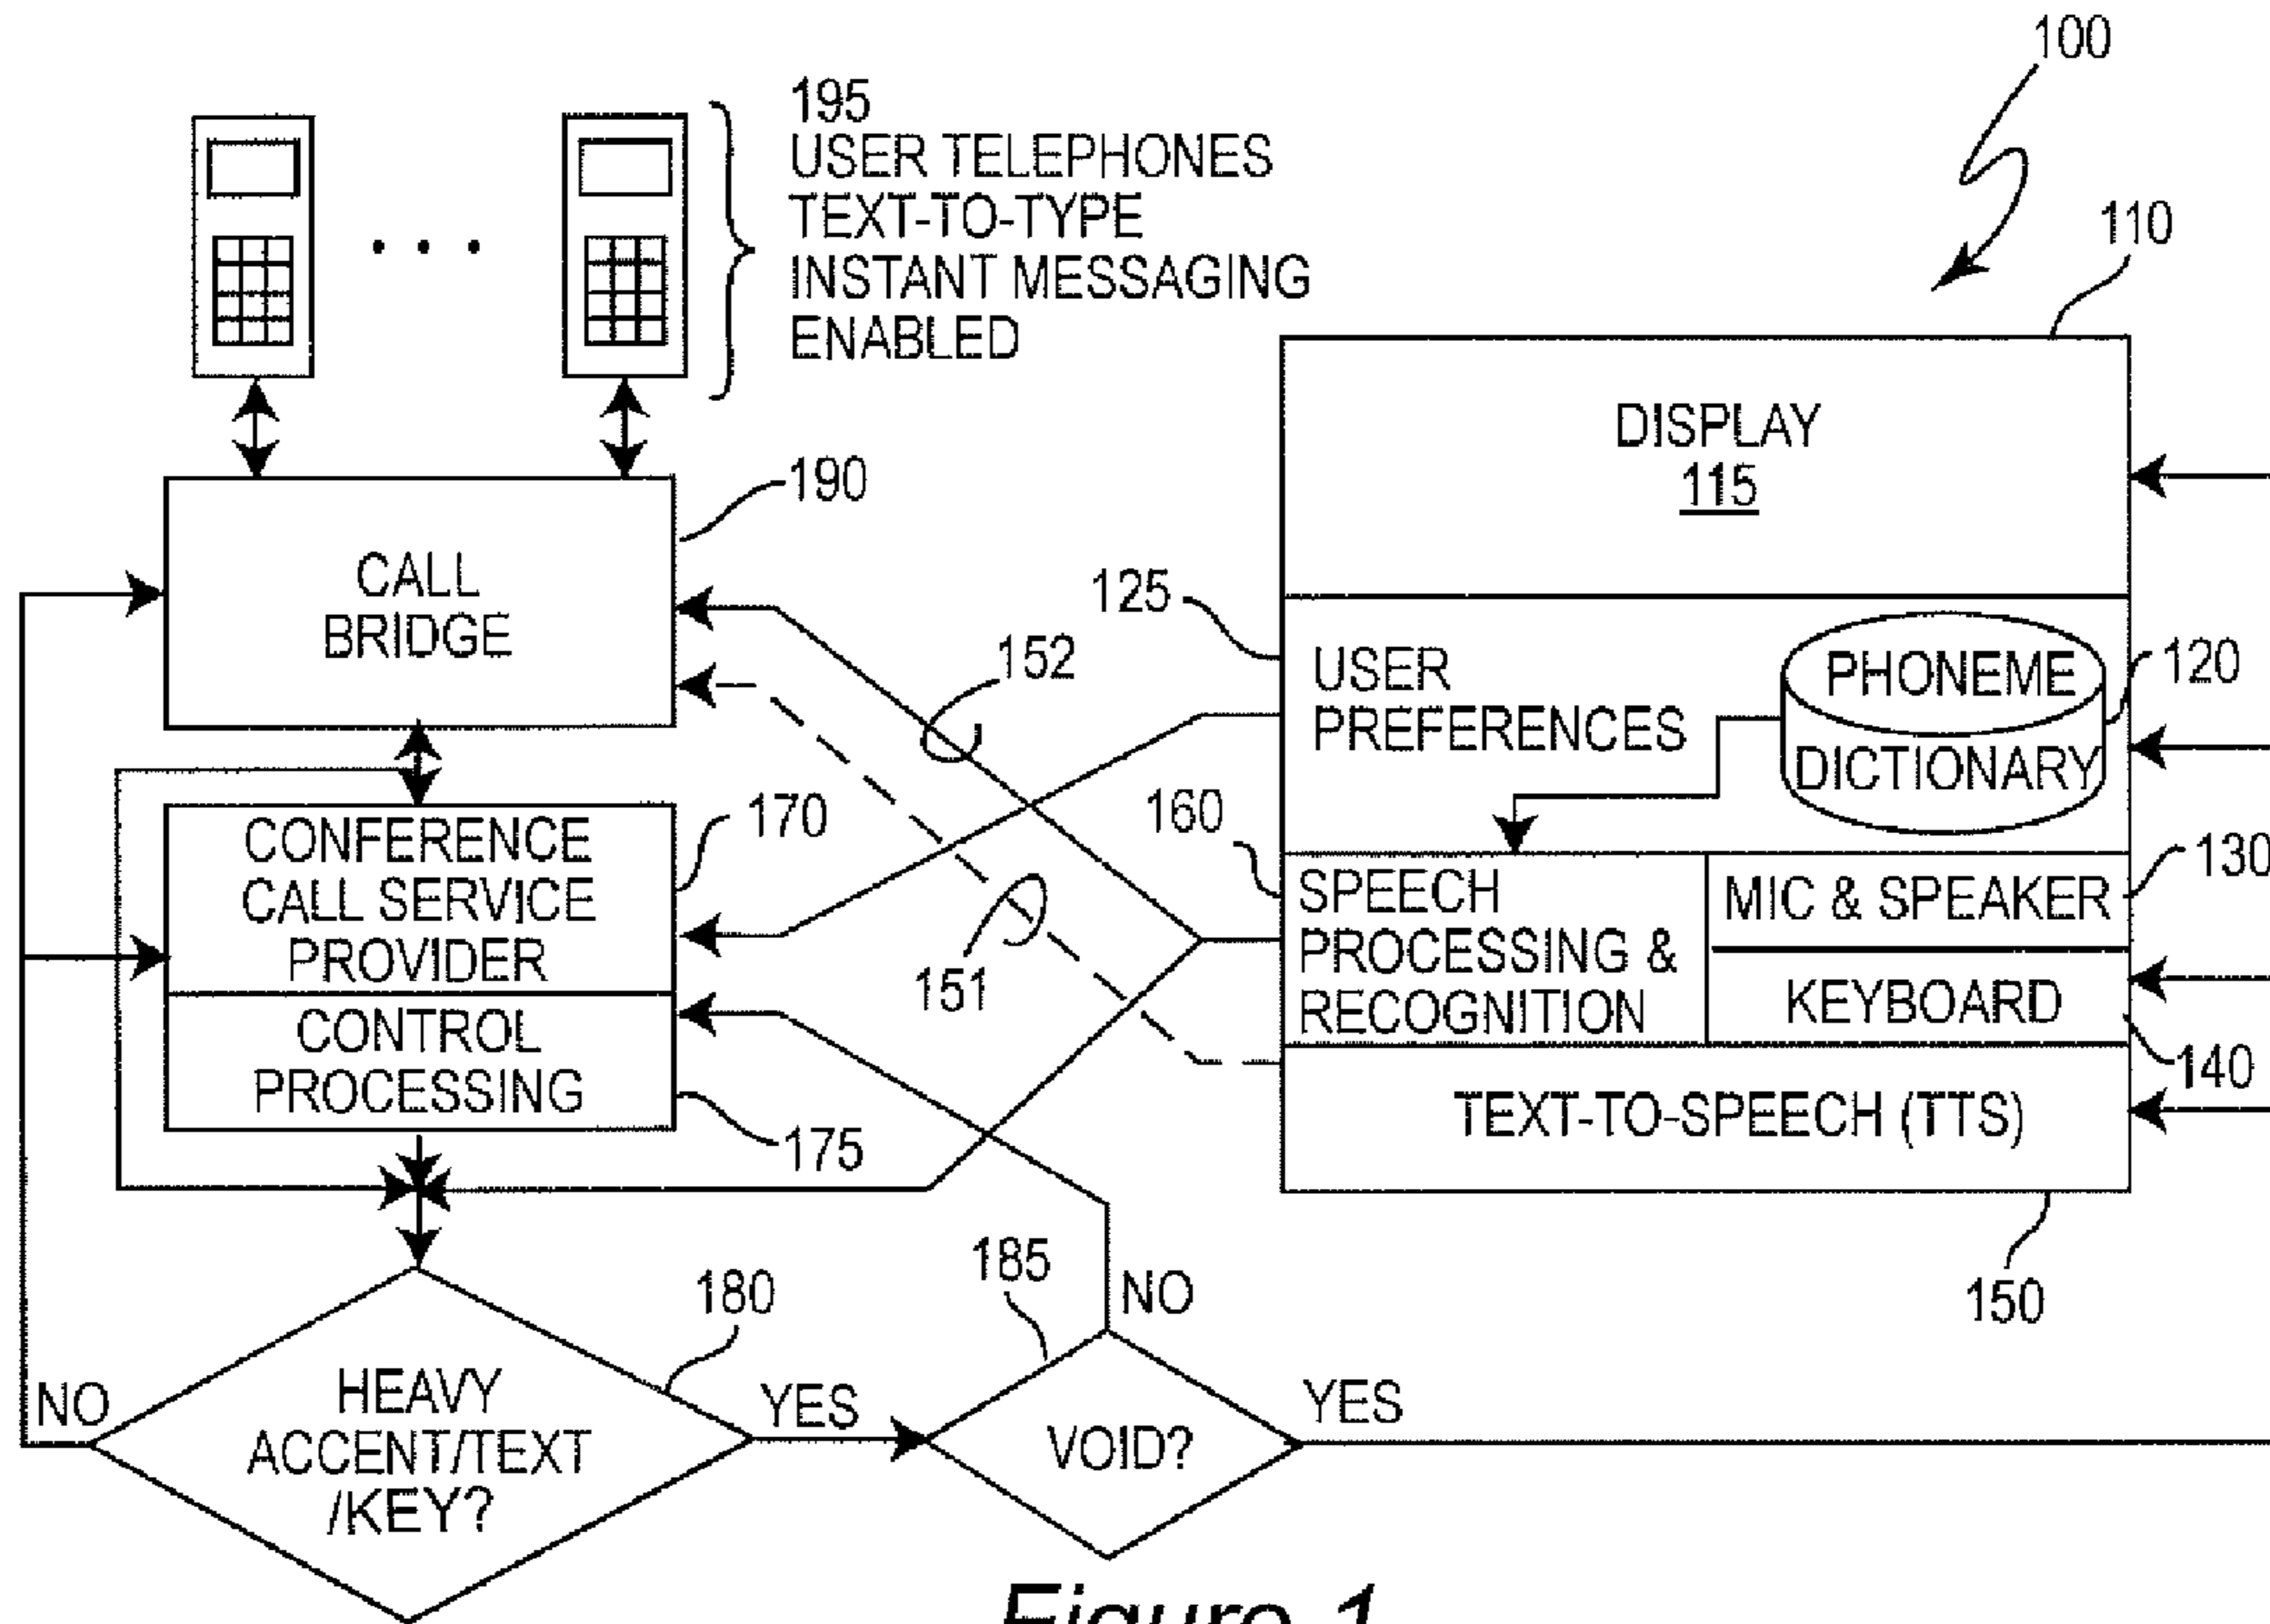 100
195
USER TELEPHONES
TEXT-TO-TYPE
INSTANT MESSAGING
ENABLED
110
DISPLAY
115
190
CALL
BRIDGE
125
152
USER
PREFERENCES
PHONEME
DICTIONARY
120
160
170
CONFERENCE
CALL SERVICE
PROVIDER
SPEECH
PROCESSING &
RECOGNITION
MIC & SPEAKER
130
151
KEYBOARD
140
CONTROL
PROCESSING
175
TEXT-TO-SPEECH (TTS)
150
180
185
NO
HEAVY
ACCENT/TEXT
/KEY?
NO
YES
VOID?
YES
Figure 1